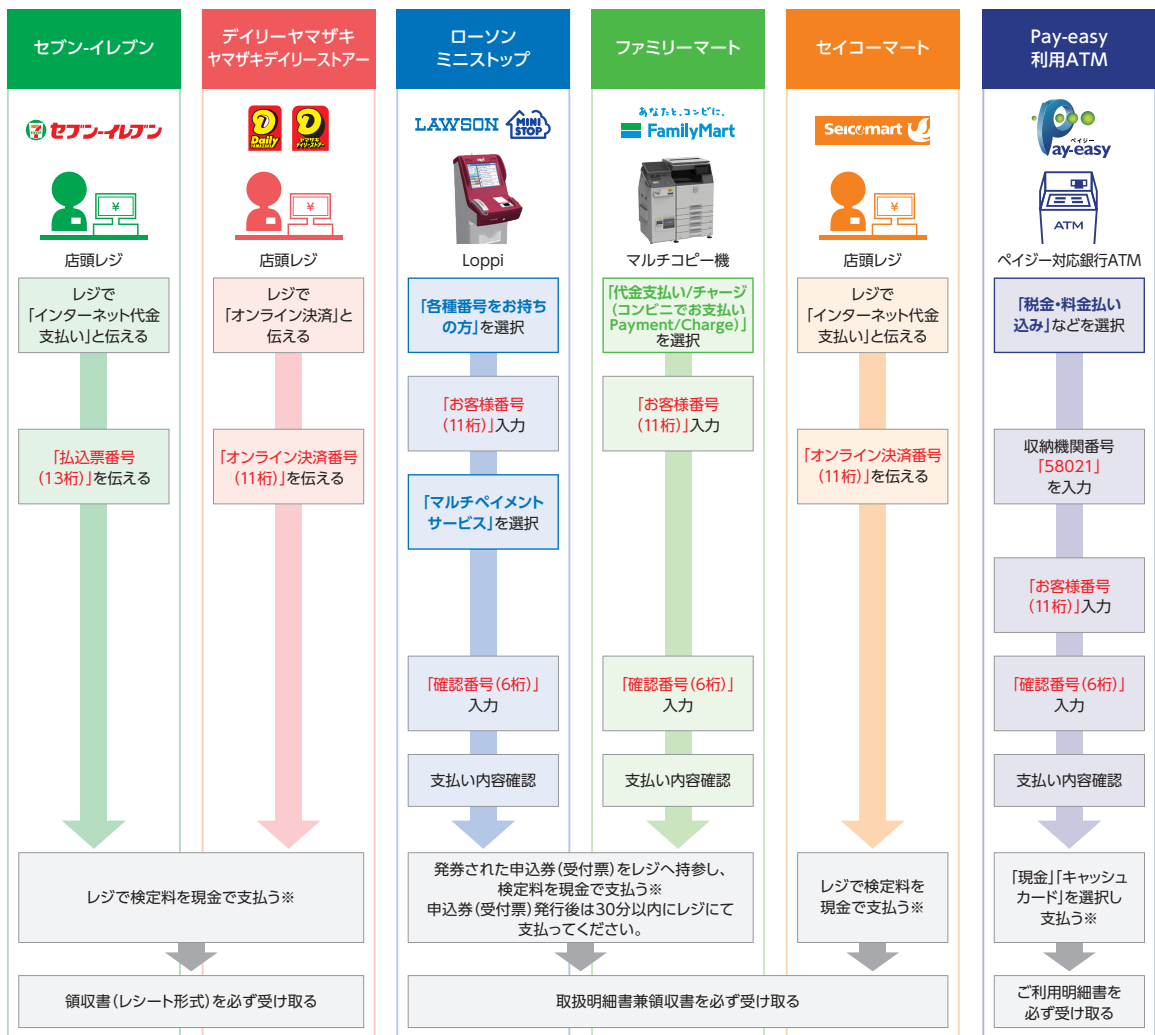 セブン-イレブン
デイリーヤマザキ
ヤマザキデイリーストアー
ローソン
ミニストップ
ファミリーマート
セイコーマート
Pay-easy
利用ATM
セブン-イレブン
Daily
YAMAZAKI
ヤマザキ
デイリーストアー
LAWSON
MINI
STOP
あなたと、コンビに、
FamilyMart
Seicomart
ペイジー
Pay-easy
¥
¥
¥
ATM
店頭レジ
店頭レジ
Loppi
マルチコピー機
店頭レジ
ペイジー対応銀行ATM
レジで
「インターネット代金
支払い」と伝える
レジで
「オンライン決済」と
伝える
「各種番号をお持ち
の方」を選択
「代金支払い/チャージ
(コンビニでお支払い
Payment/Charge)」
を選択
レジで
「インターネット代金
支払い」と伝える
「税金・料金払い
込み」などを選択
「お客様番号
(11桁)」入力
「お客様番号
(11桁)」入力
「払込票番号
(13桁)」を伝える
「オンライン決済番号
(11桁)」を伝える
「マルチペイメント
サービス」を選択
「オンライン決済番号
(11桁)」を伝える
収納機関番号
「58021」
を入力
「お客様番号
(11桁)」入力
「確認番号(6桁)」
入力
「確認番号(6桁)」
入力
「確認番号(6桁)」
入力
支払い内容確認
支払い内容確認
支払い内容確認
レジで検定料を現金で支払う※
発券された申込券(受付票)をレジへ持参し、
検定料を現金で支払う※
申込券(受付票)発行後は30分以内にレジにて
支払ってください。
レジで検定料を
現金で支払う※
「現金」「キャッシュ
カード」を選択し
支払う※
領収書(レシート形式)を必ず受け取る
取扱明細書兼領収書を必ず受け取る
ご利用明細書を
必ず受け取る